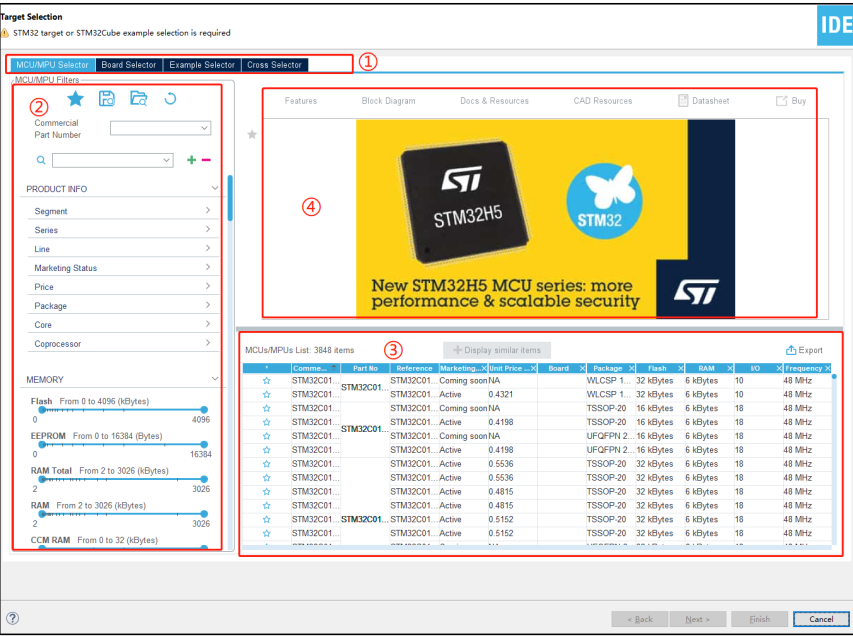 Target Selection
STM32 target or STM32Cube example selection is required
IDE
MCU/MPU Selector Board Selector Example Selector Cross Selector ①
MCU/MPU Filters
②
Commercial
Part Number
PRODUCT INFO
Segment
Series
Line
Marketing Status
Price
Package
Core
Coprocessor
MEMORY
Flash From 0 to 4096 (kBytes)
0 4096
EEPROM From 0 to 16384 (Bytes)
0 16384
RAM Total From 2 to 3026 (kBytes)
2 3026
RAM From 2 to 3026 (kBytes)
2 3026
CCM RAM From 0 to 32 (kBytes)
Features Block Diagram Docs & Resources CAD Resources Datasheet Buy
④
STM32H5
STM32
New STM32H5 MCU series: more
performance & scalable security
MCUs/MPUs List: 3848 items ③ Display similar items Export
* Comme... Part No Reference Marketing...X Unit Price ...X Board X Package X Flash X RAM X I/O X Frequency X
STM32C01... STM32C01... Coming soon NA WLCSP 1... 32 kBytes 6 kBytes 10 48 MHz
STM32C01...
STM32C01... STM32C01... Active 0.4321 WLCSP 1... 32 kBytes 6 kBytes 10 48 MHz
STM32C01... STM32C01... Active 0.4198 TSSOP-20 16 kBytes 6 kBytes 18 48 MHz
STM32C01... STM32C01... Coming soon NA TSSOP-20 16 kBytes 6 kBytes 18 48 MHz
STM32C01...
STM32C01... STM32C01... Coming soon NA UFQFPN 2... 16 kBytes 6 kBytes 18 48 MHz
STM32C01... STM32C01... Active 0.4198 UFQFPN 2... 16 kBytes 6 kBytes 18 48 MHz
STM32C01... STM32C01... Active 0.5536 TSSOP-20 32 kBytes 6 kBytes 18 48 MHz
STM32C01... STM32C01... Active 0.5536 TSSOP-20 32 kBytes 6 kBytes 18 48 MHz
STM32C01... STM32C01... Active 0.4815 TSSOP-20 32 kBytes 6 kBytes 18 48 MHz
STM32C01... STM32C01... Active 0.4815 TSSOP-20 32 kBytes 6 kBytes 18 48 MHz
STM32C01... STM32C01... STM32C01... Active 0.5152 TSSOP-20 32 kBytes 6 kBytes 18 48 MHz
STM32C01... STM32C01... Active 0.5152 TSSOP-20 32 kBytes 6 kBytes 18 48 MHz
< Back Next > Finish Cancel